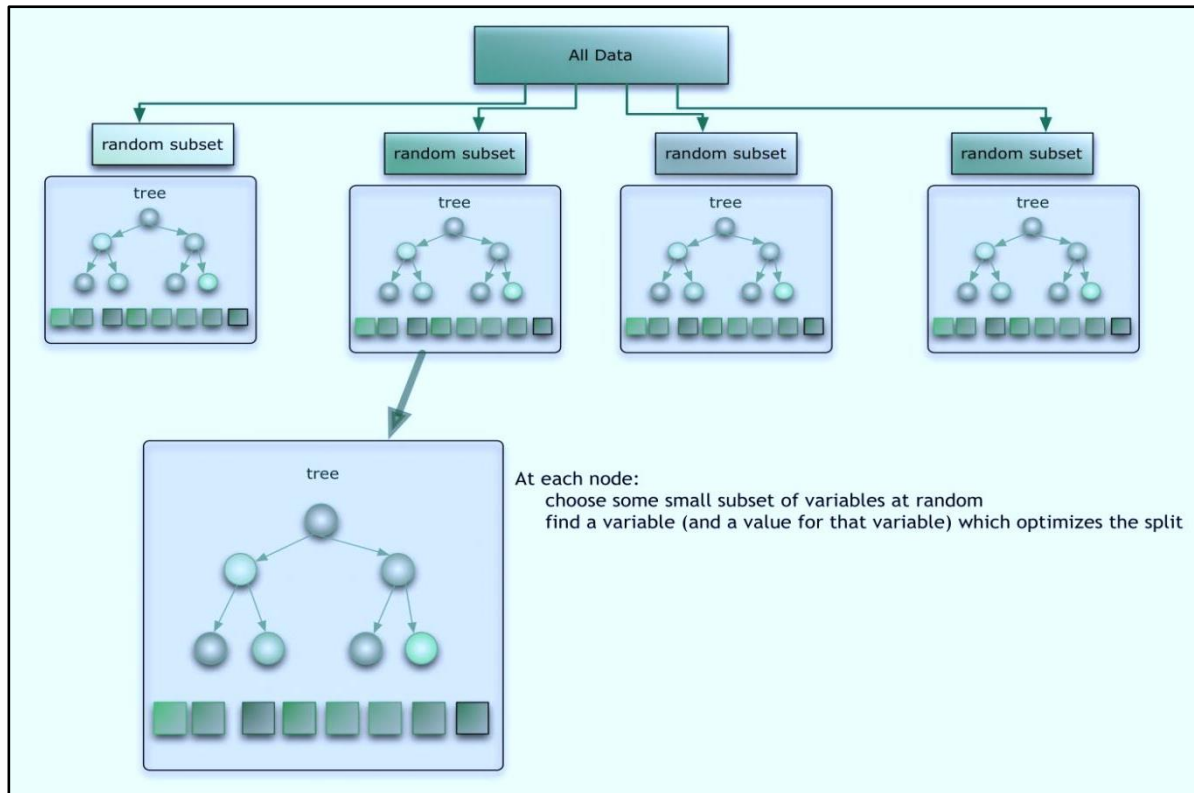 All Data
random subset
random subset
random subset
random subset
tree
tree
tree
tree
tree
At each node:
choose some small subset of variables at random
find a variable (and a value for that variable) which optimizes the split